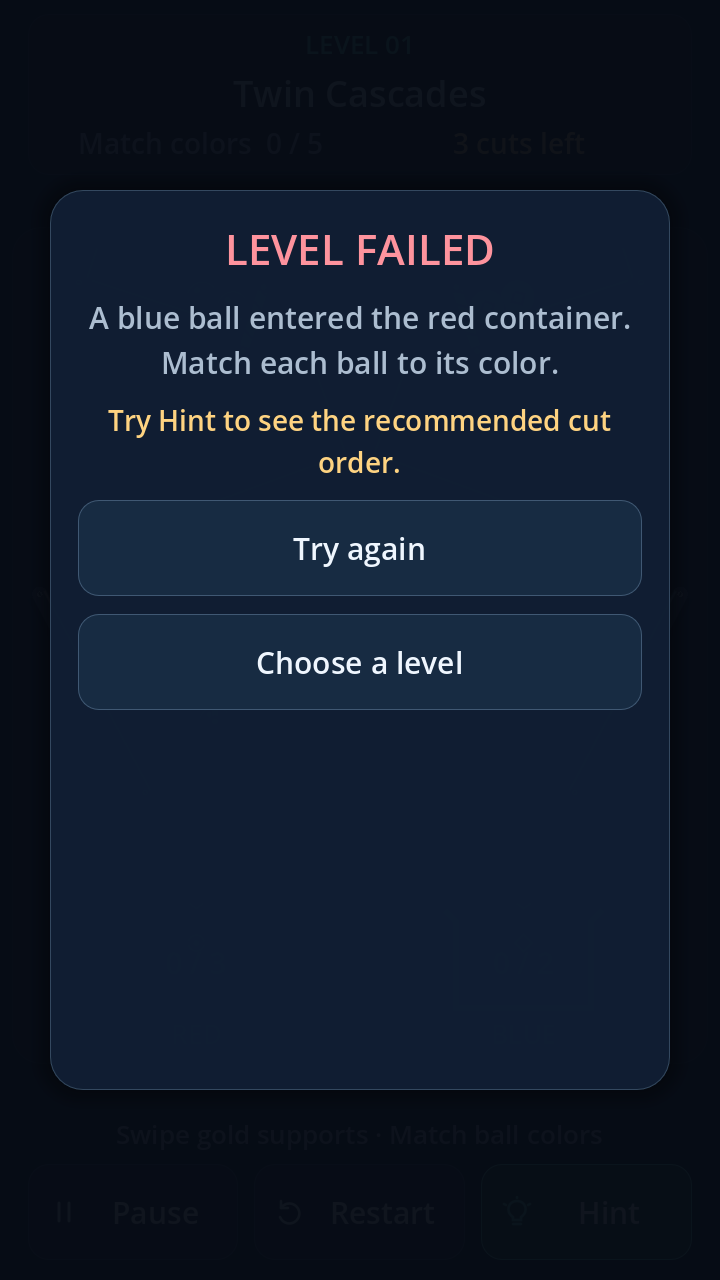 LEVEL 01
Twin Cascades
Match colors 0 / 5
3 cuts left
LEVEL FAILED
A blue ball entered the red container.
Match each ball to its color.
Try Hint to see the recommended cut
order.
Try again
Choose a level
Swipe gold supports · Match ball colors
Pause
Restart
Hint